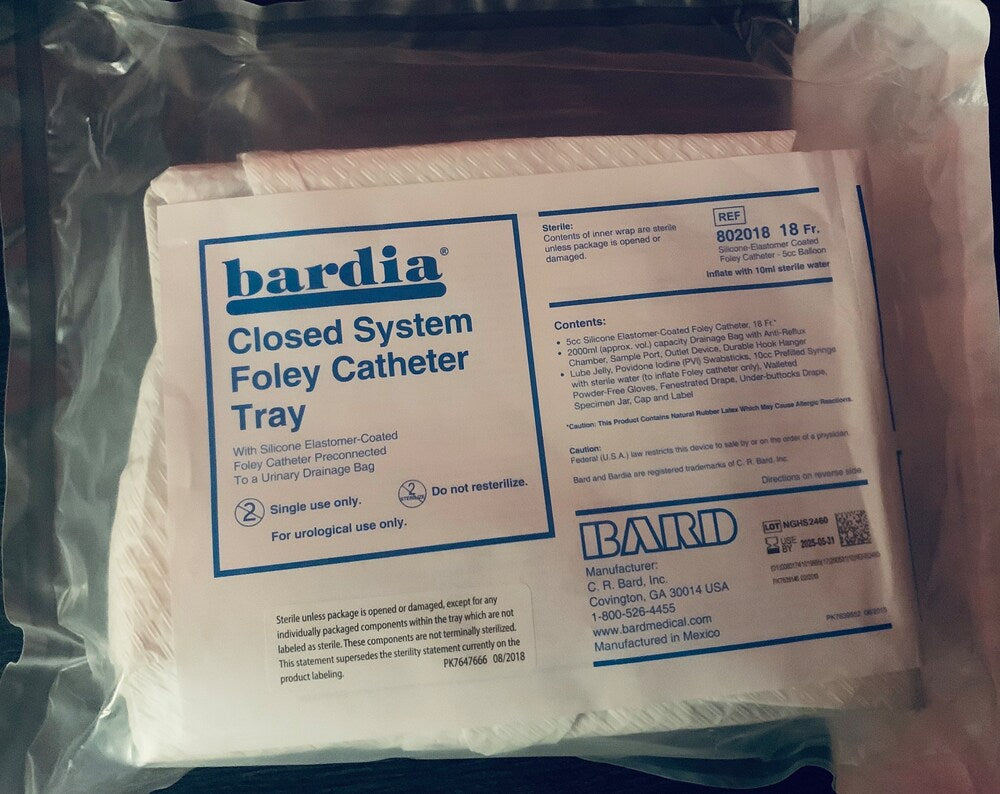 bardia®
Closed System
Foley Catheter
Tray
With Silicone Elastomer-Coated
Foley Catheter Preconnected
To a Urinary Drainage Bag
2 Single use only.
2 STERILIZE Do not resterilize.
For urological use only.
Sterile unless package is opened or damaged, except for any
individually packaged components within the tray which are not
labeled as sterile. These components are not terminally sterilized.
This statement supersedes the sterility statement currently on the
product labeling.
PK7647666 08/2018
Sterile:
Contents of inner wrap are sterile
unless package is opened or
damaged.
REF
802018 18 Fr.
Silicone-Elastomer Coated
Foley Catheter - 5cc Balloon
Inflate with 10ml sterile water
Contents:
• 5cc Silicone Elastomer-Coated Foley Catheter, 18 Fr.*
• 2000ml (approx. vol.) capacity Drainage Bag with Anti-Reflux
Chamber, Sample Port, Outlet Device, Durable Hook Hanger
• Lube Jelly, Povidone Iodine (PVI) Swabsticks, 10cc Prefilled Syringe
with sterile water (to inflate Foley catheter only), Walleted
Powder-Free Gloves, Fenestrated Drape, Under-buttocks Drape,
Specimen Jar, Cap and Label
*Caution: This Product Contains Natural Rubber Latex Which May Cause Allergic Reactions.
Caution:
Federal (U.S.A.) law restricts this device to sale by or on the order of a physician.
Bard and Bardia are registered trademarks of C. R. Bard, Inc.
Directions on reverse side.
BARD
Manufacturer:
C. R. Bard, Inc.
Covington, GA 30014 USA
1-800-526-4455
www.bardmedical.com
Manufactured in Mexico
LOT NGHS2460
USE
BY 2025-05-31